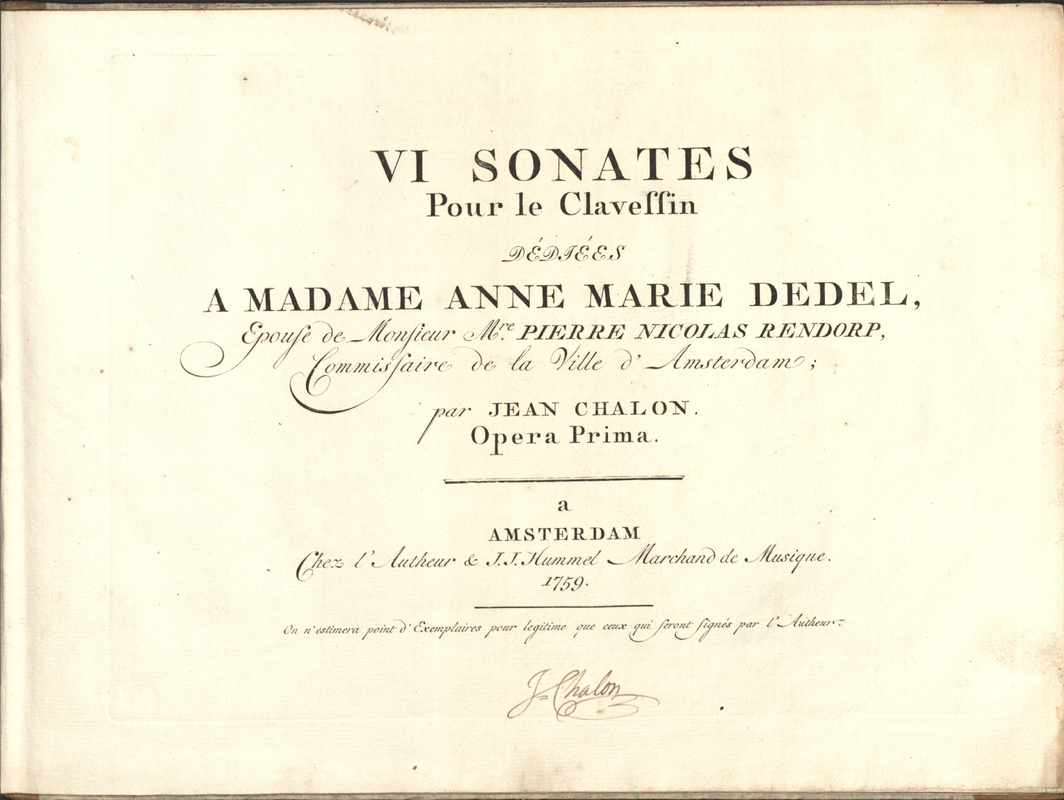 VI SONATES
Pour le Claveſſin
DÉDIÉES
A MADAME ANNE MARIE DEDEL,
Epouſe de Monſieur Mre. PIERRE NICOLAS RENDORP,
Commisſaire de la Ville d' Amsterdam;
par JEAN CHALON.
Opera Prima.
a
AMSTERDAM
Chez l'Autheur & J.J. Hummel Marchand de Musique.
1759.
On n'estimera point d'Exemplaires pour legitime que ceux qui ſeront ſignés par l'Autheur
J=Chalon